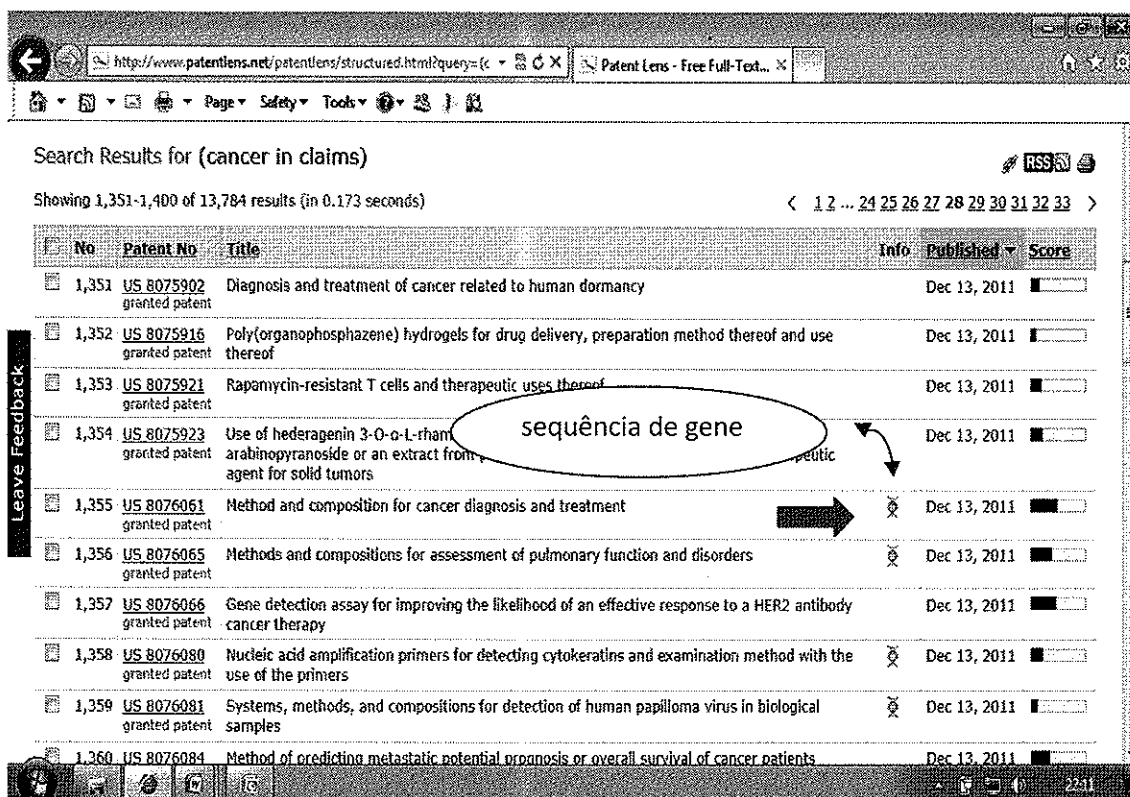 http://www.patentlens.net/patentlens/structured.html?query=(c
Patent Lens - Free Full-Text...
Page Safety Tools
Search Results for (cancer in claims)
RSS
Showing 1,351-1,400 of 13,784 results (in 0.173 seconds)
< 1 2 ... 24 25 26 27 28 29 30 31 32 33 >
No Patent No Title Info Published Score
1,351 US 8075902 Diagnosis and treatment of cancer related to human dormancy Dec 13, 2011
granted patent
1,352 US 8075916 Poly(organophosphazene) hydrogels for drug delivery, preparation method thereof and use Dec 13, 2011
granted patent thereof
1,353 US 8075921 Rapamycin-resistant T cells and therapeutic uses thereof Dec 13, 2011
granted patent
sequência de gene
1,354 US 8075923 Use of hederagenin 3-O-α-L-rham Dec 13, 2011
granted patent arabinopyranoside or an extract from peutic
agent for solid tumors
1,355 US 8076061 Method and composition for cancer diagnosis and treatment Dec 13, 2011
granted patent
1,356 US 8076065 Methods and compositions for assessment of pulmonary function and disorders Dec 13, 2011
granted patent
1,357 US 8076066 Gene detection assay for improving the likelihood of an effective response to a HER2 antibody Dec 13, 2011
granted patent cancer therapy
1,358 US 8076080 Nucleic acid amplification primers for detecting cytokeratins and examination method with the Dec 13, 2011
granted patent use of the primers
1,359 US 8076081 Systems, methods, and compositions for detection of human papilloma virus in biological Dec 13, 2011
granted patent samples
1,360 US 8076084 Method of predicting metastatic potential prognosis or overall survival of cancer patients Dec 13, 2011
Leave Feedback
22:11